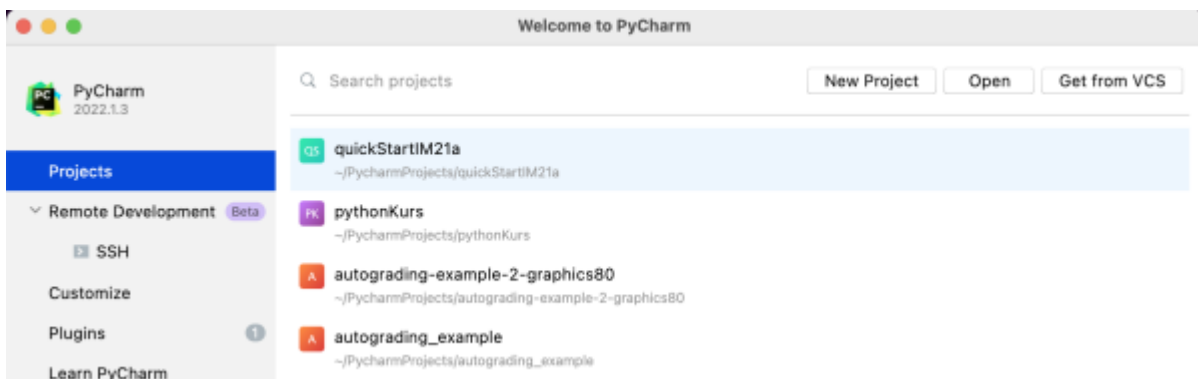 Welcome to PyCharm
PC
PyCharm
2022.1.3
Search projects
New Project
Open
Get from VCS
Projects
Remote Development Beta
SSH
Customize
Plugins 1
Learn PyCharm
QS quickStartIM21a
~/PycharmProjects/quickStartIM21a
PK pythonKurs
~/PycharmProjects/pythonKurs
A autograding-example-2-graphics80
~/PycharmProjects/autograding-example-2-graphics80
A autograding_example
~/PycharmProjects/autograding_example